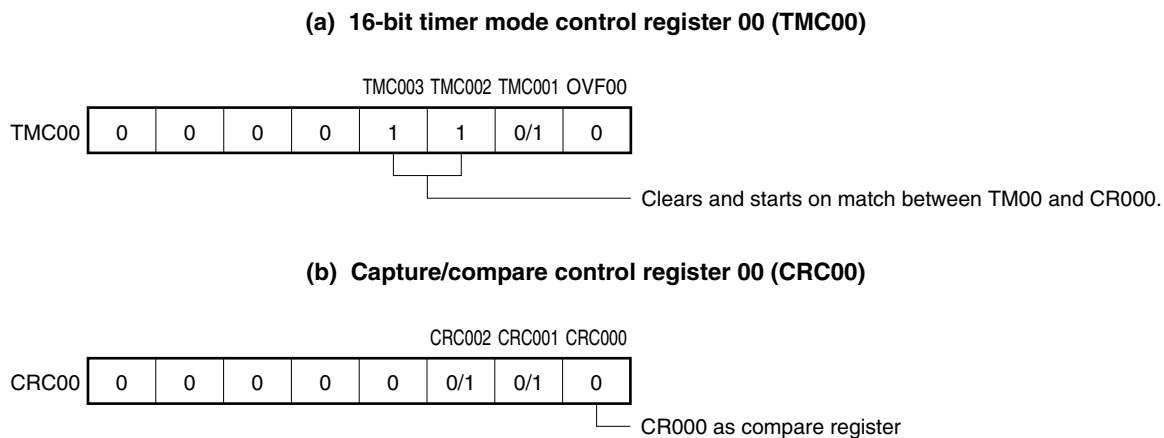 (a) 16-bit timer mode control register 00 (TMC00)
TMC003 TMC002 TMC001 OVF00
TMC00 0 0 0 0 1 1 0/1 0
Clears and starts on match between TM00 and CR000.
(b) Capture/compare control register 00 (CRC00)
CRC002 CRC001 CRC000
CRC00 0 0 0 0 0 0/1 0/1 0
CR000 as compare register